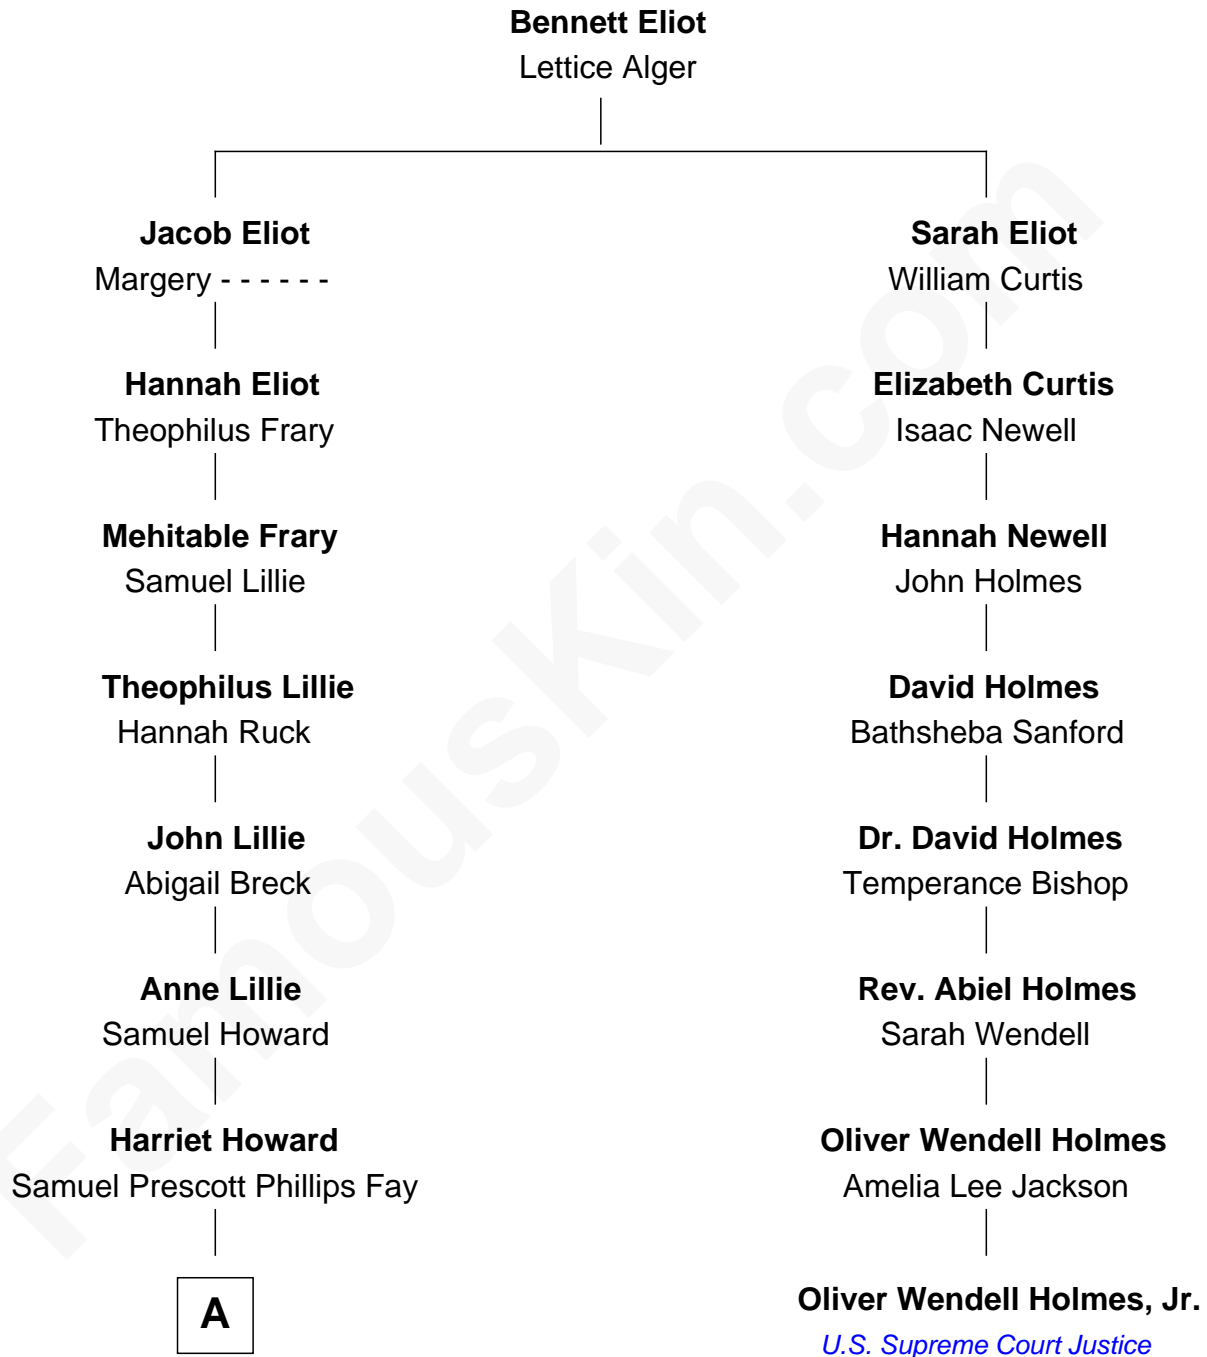 Bennett Eliot
Lettice Alger
Jacob Eliot
Margery - - - - - -
Hannah Eliot
Theophilus Frary
Mehitable Frary
Samuel Lillie
Theophilus Lillie
Hannah Ruck
John Lillie
Abigail Breck
Anne Lillie
Samuel Howard
Harriet Howard
Samuel Prescott Phillips Fay
A
Sarah Eliot
William Curtis
Elizabeth Curtis
Isaac Newell
Hannah Newell
John Holmes
David Holmes
Bathsheba Sanford
Dr. David Holmes
Temperance Bishop
Rev. Abiel Holmes
Sarah Wendell
Oliver Wendell Holmes
Amelia Lee Jackson
Oliver Wendell Holmes, Jr.
U.S. Supreme Court Justice
FamousKin.com